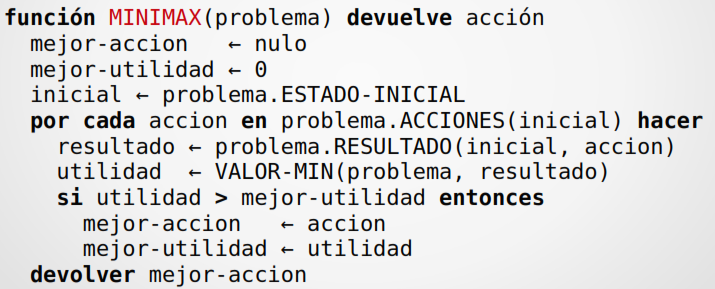 función MINIMAX(problema) devuelve acción
mejor-accion ← nulo
mejor-utilidad ← 0
inicial ← problema.ESTADO-INICIAL
por cada accion en problema.ACCIONES(inicial) hacer
resultado ← problema.RESULTADO(inicial, accion)
utilidad ← VALOR-MIN(problema, resultado)
si utilidad > mejor-utilidad entonces
mejor-accion ← accion
mejor-utilidad ← utilidad
devolver mejor-accion